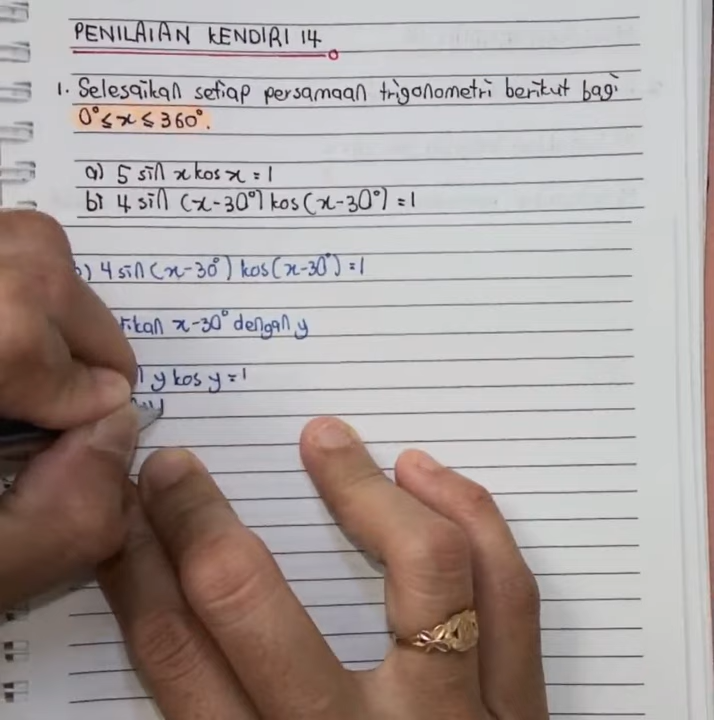 PENILAIAN KENDIRI 14
1. Selesaikan setiap persamaan trigonometri berikut bagi
0° ≤ x ≤ 360°.
a) 5 sin x kos x = 1
b) 4 sin (x-30°) kos (x-30°) = 1
b) 4 sin (x-30°) kos (x-30°) = 1
x-30° dengan y
y kos y = 1